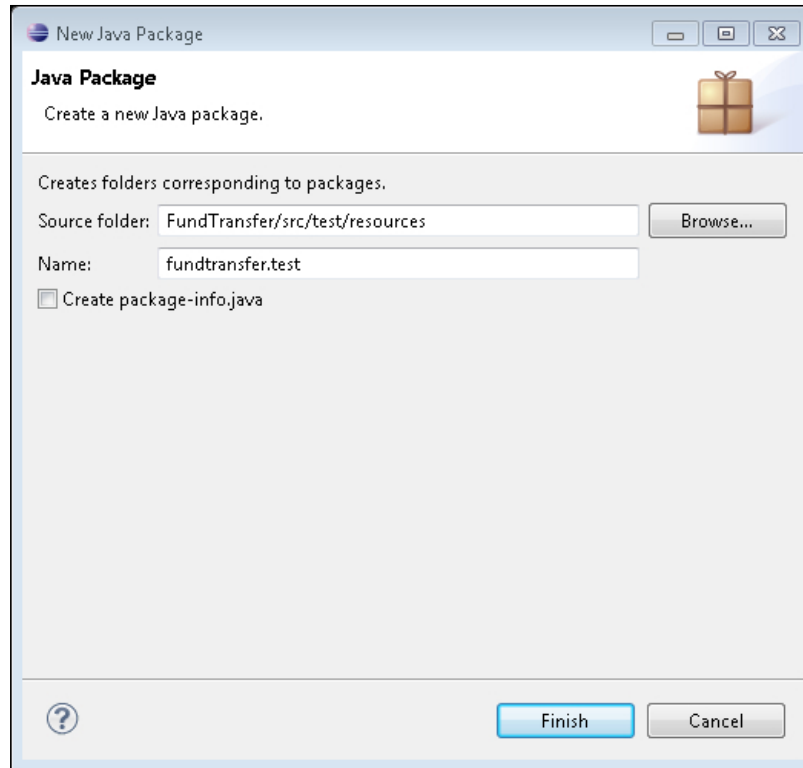 New Java Package
Java Package
Create a new Java package.
Creates folders corresponding to packages.
Source folder: FundTransfer/src/test/resources Browse...
Name: fundtransfer.test
Create package-info.java
? Finish Cancel